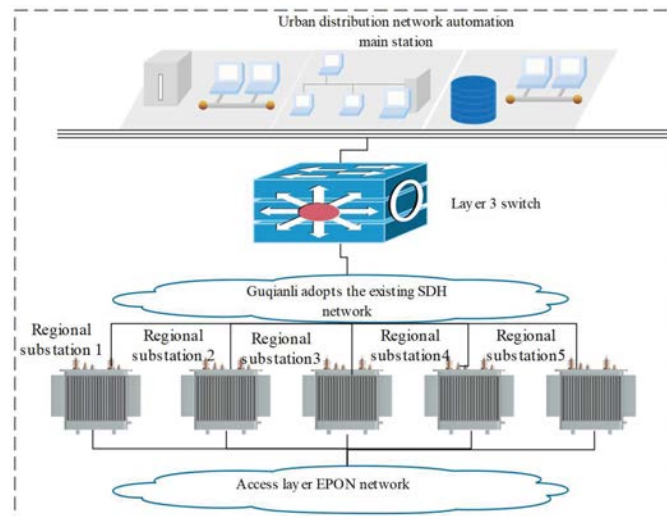 Urban distribution network automation
main station
Layer 3 switch
Guqianli adopts the existing SDH
network
Regional
substation 1
Regional
substation 2
Regional
substation3
Regional
substation4
Regional
substation5
Access layer EPON network